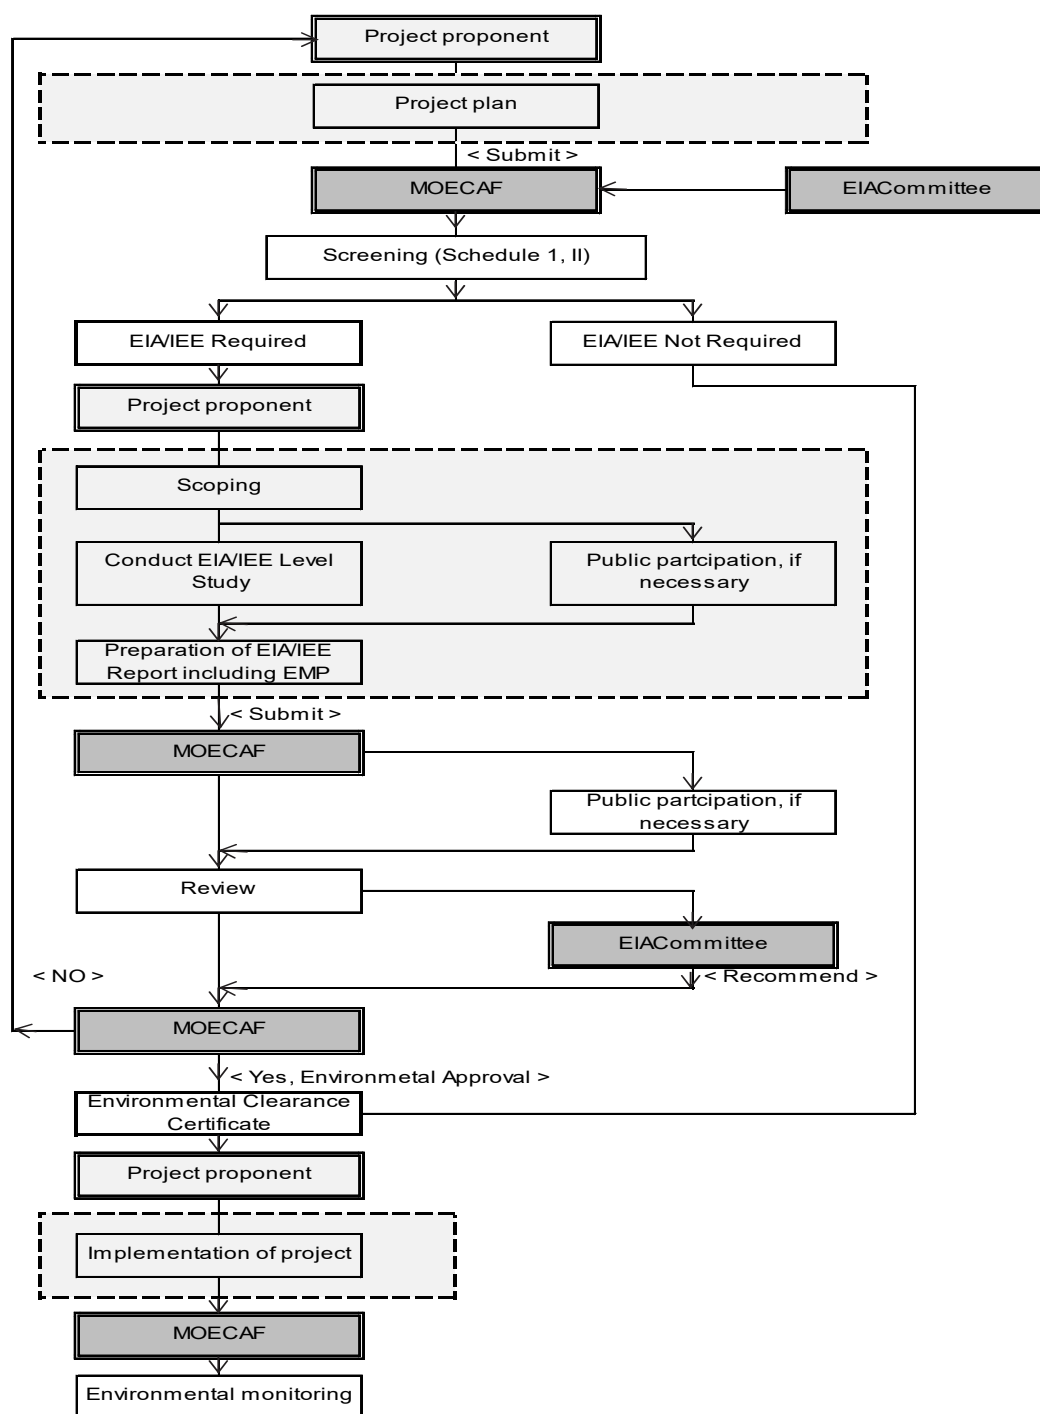 Project proponent
Project plan
< Submit >
MOECAF
EIACommittee
Screening (Schedule 1, II)
EIA/IEE Required
EIA/IEE Not Required
Project proponent
Scoping
Conduct EIA/IEE Level
Study
Public partcipation, if
necessary
Preparation of EIA/IEE
Report including EMP
< Submit >
MOECAF
Public partcipation, if
necessary
Review
EIACommittee
< NO >
< Recommend >
MOECAF
< Yes, Environmetal Approval >
Environmental Clearance
Certificate
Project proponent
Implementation of project
MOECAF
Environmental monitoring